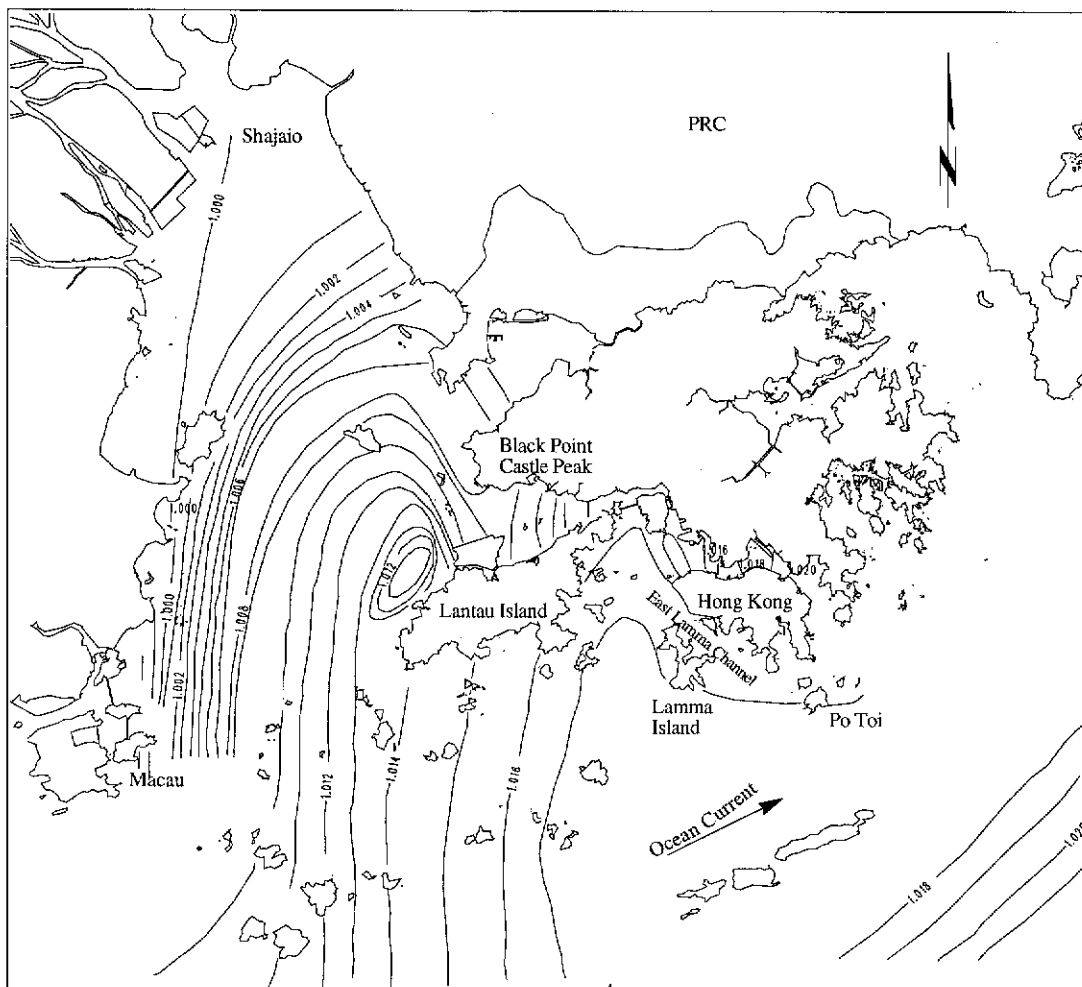 Shajaio
PRC
1.000
1.002
1.004
Black Point
Castle Peak
1.006
1.000
1.016
1.018
1.020
1.012
1.000
1.008
Lantau Island
Hong Kong
East Lamma Channel
1.002
Lamma
Island
Po Toi
Macau
1.012
1.014
1.016
Ocean Current
1.018